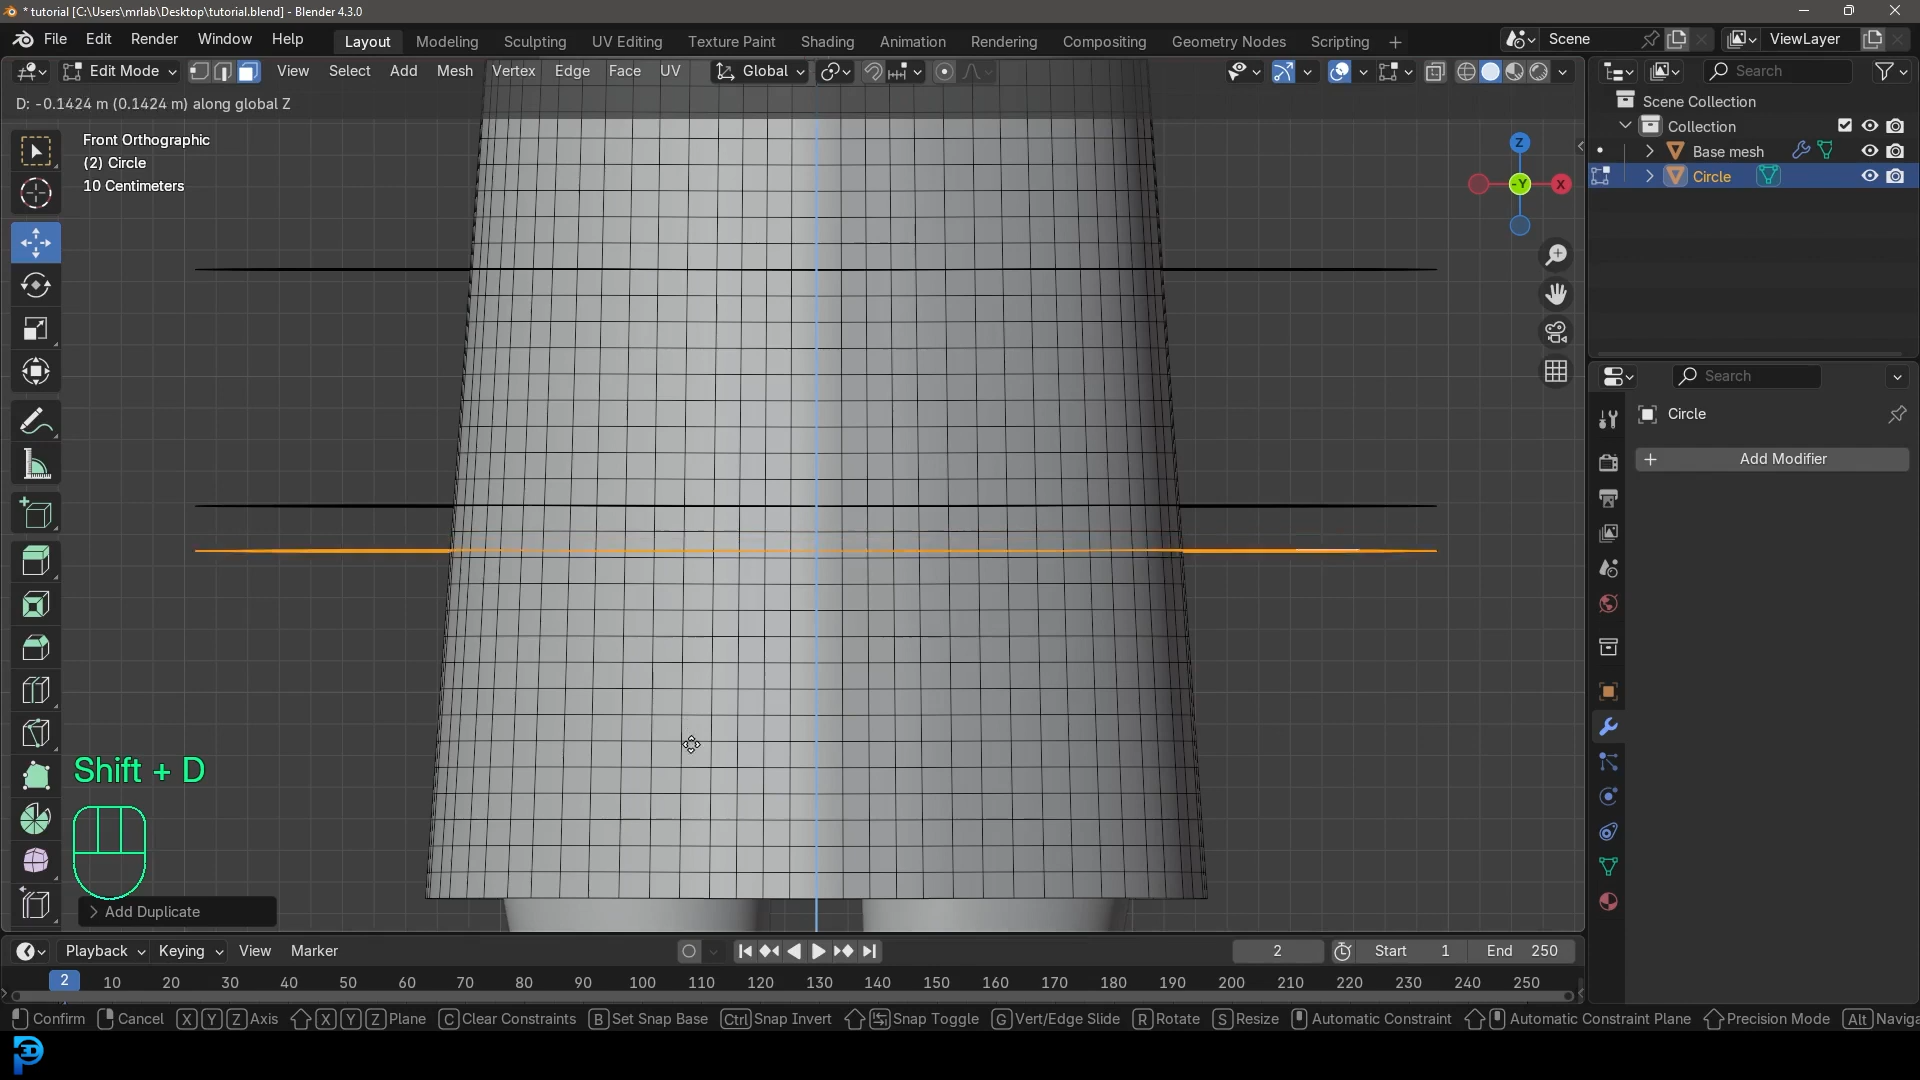 * tutorial [C:\Users\mrlab\Desktop\tutorial.blend] - Blender 4.3.0
File Edit Render Window Help Layout Modeling Sculpting UV Editing Texture Paint Shading Animation Rendering Compositing Geometry Nodes Scripting + Scene ViewLayer
Edit Mode View Select Add Mesh Vertex Edge Face UV Global Search
D: -0.1424 m (0.1424 m) along global Z
Scene Collection
Collection
Base mesh
Circle
Front Orthographic
(2) Circle
10 Centimeters
Z
-Y X
Search
Circle
+ Add Modifier
Shift + D
Add Duplicate
Playback Keying View Marker 2 Start 1 End 250
2 10 20 30 40 50 60 70 80 90 100 110 120 130 140 150 160 170 180 190 200 210 220 230 240 250
Confirm Cancel X Y Z Axis X Y Z Plane C Clear Constraints B Set Snap Base Ctrl Snap Invert Snap Toggle G Vert/Edge Slide R Rotate S Resize Automatic Constraint Automatic Constraint Plane Precision Mode Alt Naviga